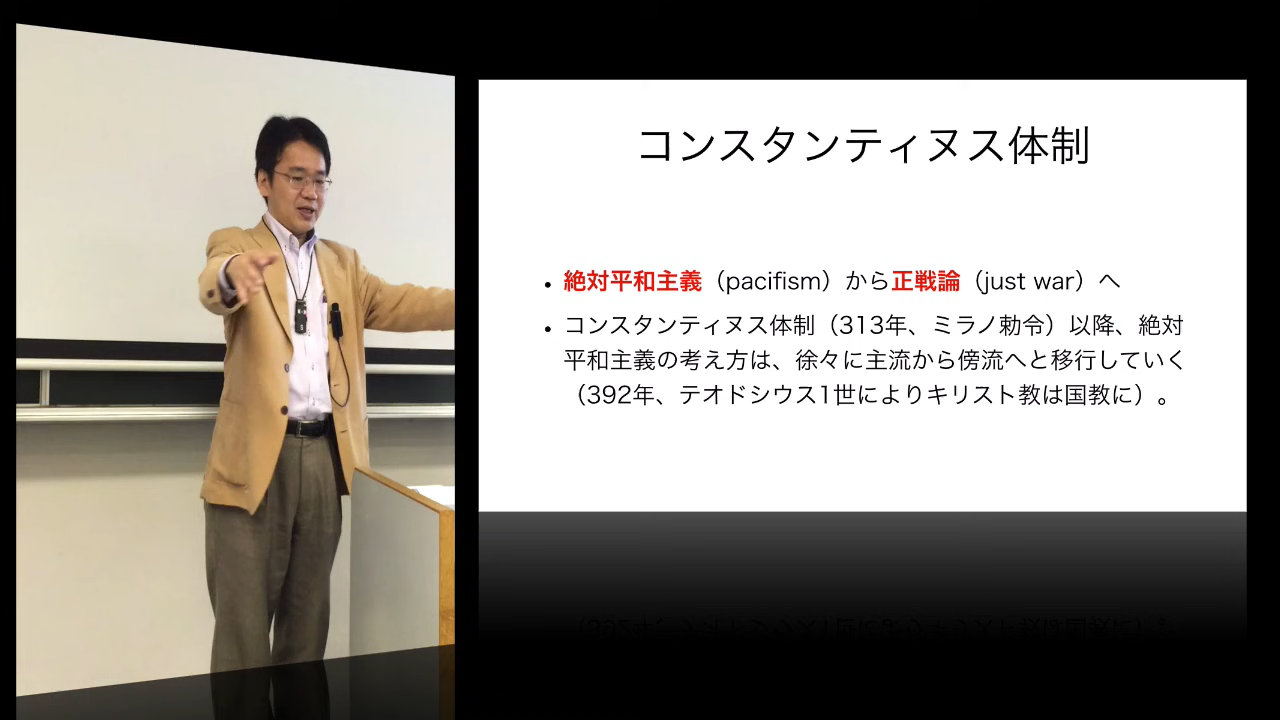 コンスタンティヌス体制
• 絶対平和主義（pacifism）から正戦論（just war）へ
• コンスタンティヌス体制（313年、ミラノ勅令）以降、絶対
平和主義の考え方は、徐々に主流から傍流へと移行していく
（392年、テオドシウス1世によりキリスト教は国教に）。